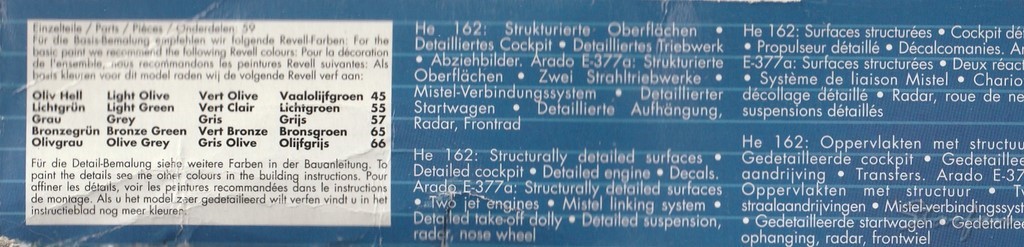 Einzelteile / Parts / Pièces / Onderdelen: 59
Für die Basis-Bemalung empfehlen wir folgende Revell-Farben: For the
basic paint we recommend the following Revell colours: Pour la décoration
de l'ensemble, nous recommandons les peintures Revell suivantes: Als
basis kleuren voor dit model raden wij de volgende Revell verf aan:
Oliv Hell Light Olive Vert Olive Vaalolijfgroen 45
Lichtgrün Light Green Vert Clair Lichtgroen 55
Grau Grey Gris Grijs 57
Bronzegrün Bronze Green Vert Bronze Bronsgroen 65
Olivgrau Olive Grey Gris Olive Olijfgrijs 66
Für die Detail-Bemalung siehe weitere Farben in der Bauanleitung. To
paint the details see the other colours in the building instructions. Pour
affiner les détails, voir les peintures recommandées dans le instructions
de montage. Als u het model zeer gedetailleerd wilt verfen vindt u in het
instructieblad nog meer kleuren.
He 162: Strukturierte Oberflächen •
Detailliertes Cockpit • Detailliertes Triebwerk
• Abziehbilder. Arado E-377a: Strukturierte
Oberflächen • Zwei Strahltriebwerke •
Mistel-Verbindungssystem • Detaillierter
Startwagen • Detaillierte Aufhängung,
Radar, Frontrad
He 162: Structurally detailed surfaces •
Detailed cockpit • Detailed engine • Decals.
Arado E-377a: Structurally detailed surfaces
• Two jet engines • Mistel linking system •
Detailed take-off dolly • Detailed suspension,
radar, nose wheel
He 162: Surfaces structurées • Cockpit dét
• Propulseur détaillé • Décalcomanies. Ar
E-377a: Surfaces structurées • Deux réact
• Système de liaison Mistel • Chario
décollage détaillé • Radar, roue de ne
suspensions détaillés
He 162: Oppervlakten met structuu
Gedetailleerde cockpit • Gedetaillee
aandrijving • Transfers. Arado E-37
Oppervlakten met structuur • Tv
straalaandrijvingen • Mistel-verbindingssyst
• Gedetailleerde startwagen • Gedetaillee
ophanging, radar, frontwiel